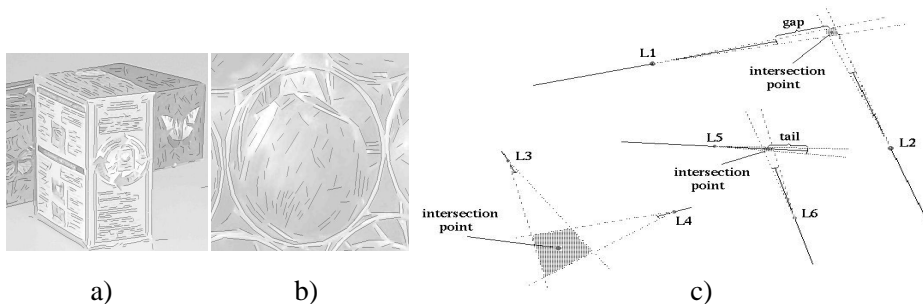 gap
L1
intersection
point
L5
tail
L2
intersection
point
L3
L6
L4
intersection
point
a)
b)
c)